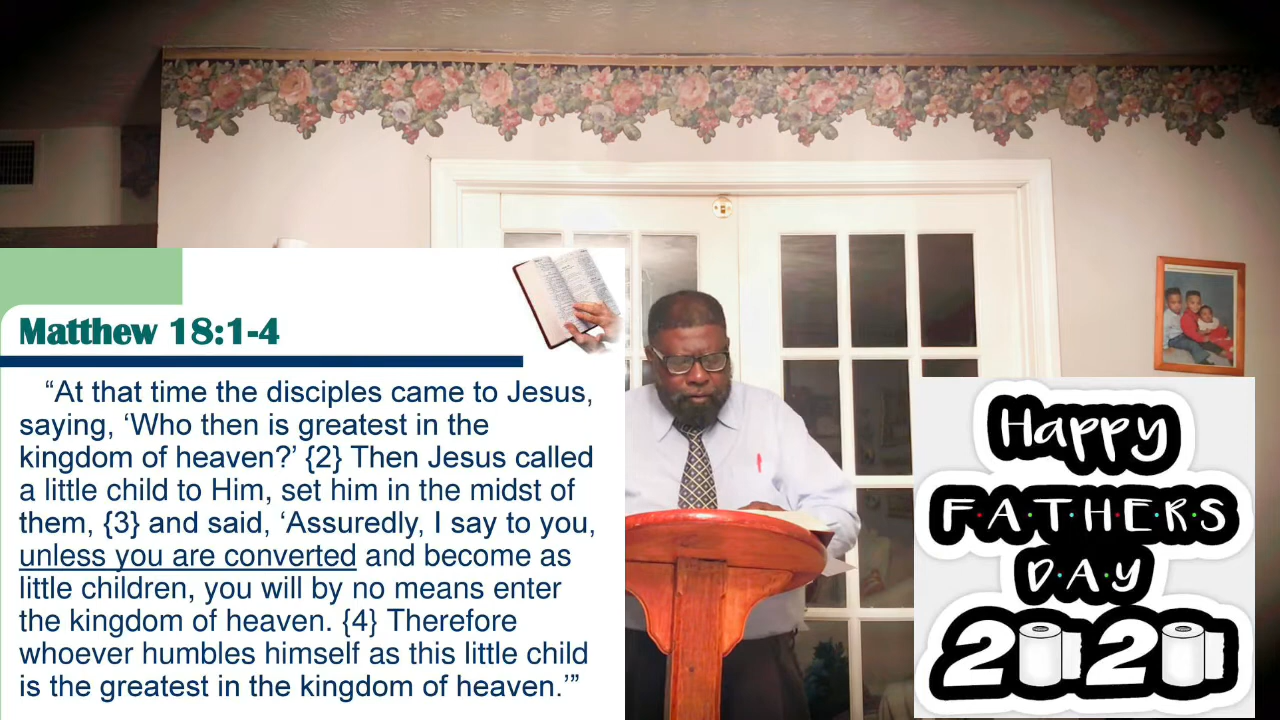 Matthew 18:1-4
“At that time the disciples came to Jesus,
saying, ‘Who then is greatest in the
kingdom of heaven?’ {2} Then Jesus called
a little child to Him, set him in the midst of
them, {3} and said, ‘Assuredly, I say to you,
unless you are converted and become as
little children, you will by no means enter
the kingdom of heaven. {4} Therefore
whoever humbles himself as this little child
is the greatest in the kingdom of heaven.’”
Happy
F·A·T·H·E·R·S
D·A·Y
2020